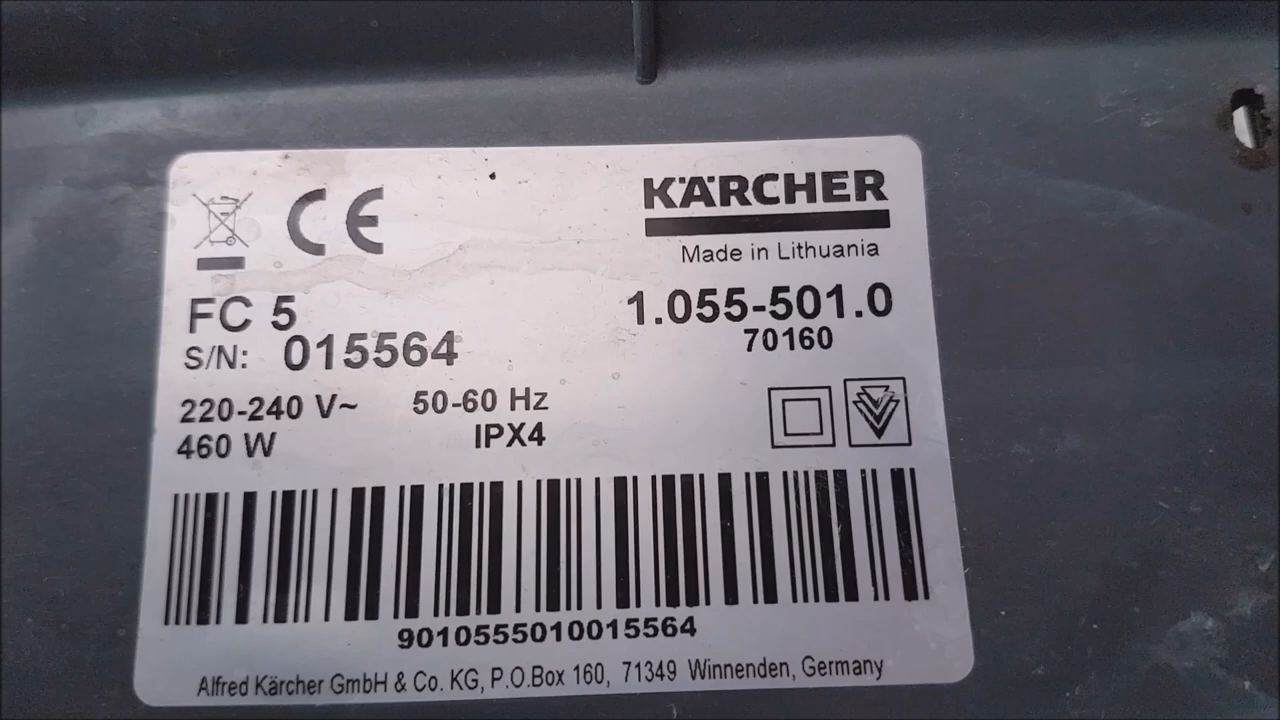 CE
KÄRCHER
Made in Lithuania
FC 5
1.055-501.0
S/N: 015564
70160
220-240 V~ 50-60 Hz
460 W IPX4
9010555010015564
Alfred Kärcher GmbH & Co. KG, P.O.Box 160, 71349 Winnenden, Germany